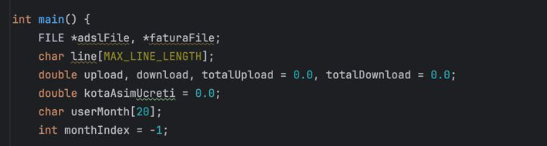 int main() {
    FILE *adslFile, *faturaFile;
    char line[MAX_LINE_LENGTH];
    double upload, download, totalUpload = 0.0, totalDownload = 0.0;
    double kotaAsimUcreti = 0.0;
    char userMonth[20];
    int monthIndex = -1;